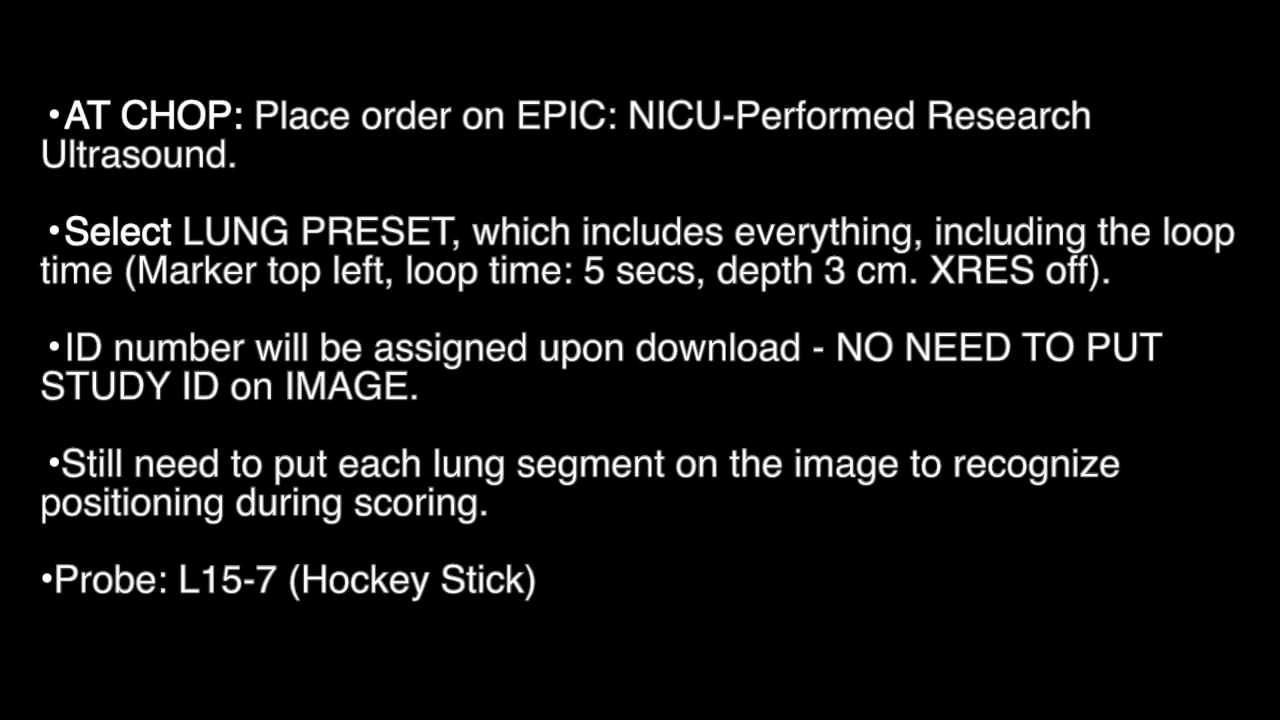 •AT CHOP: Place order on EPIC: NICU-Performed Research
Ultrasound.
•Select LUNG PRESET, which includes everything, including the loop
time (Marker top left, loop time: 5 secs, depth 3 cm. XRES off).
•ID number will be assigned upon download - NO NEED TO PUT
STUDY ID on IMAGE.
•Still need to put each lung segment on the image to recognize
positioning during scoring.
•Probe: L15-7 (Hockey Stick)